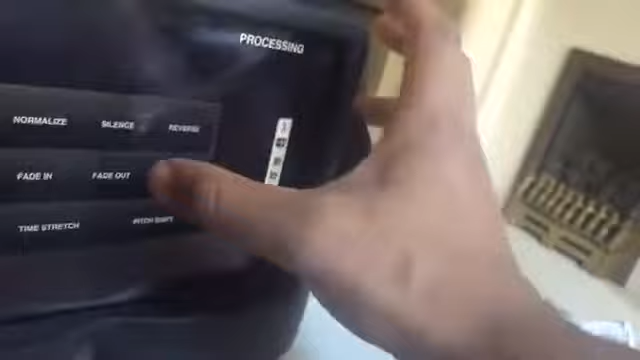 PROCESSING
NORMALIZE SILENCE REVERSE
FADE IN FADE OUT
TIME STRETCH PITCH SHIFT